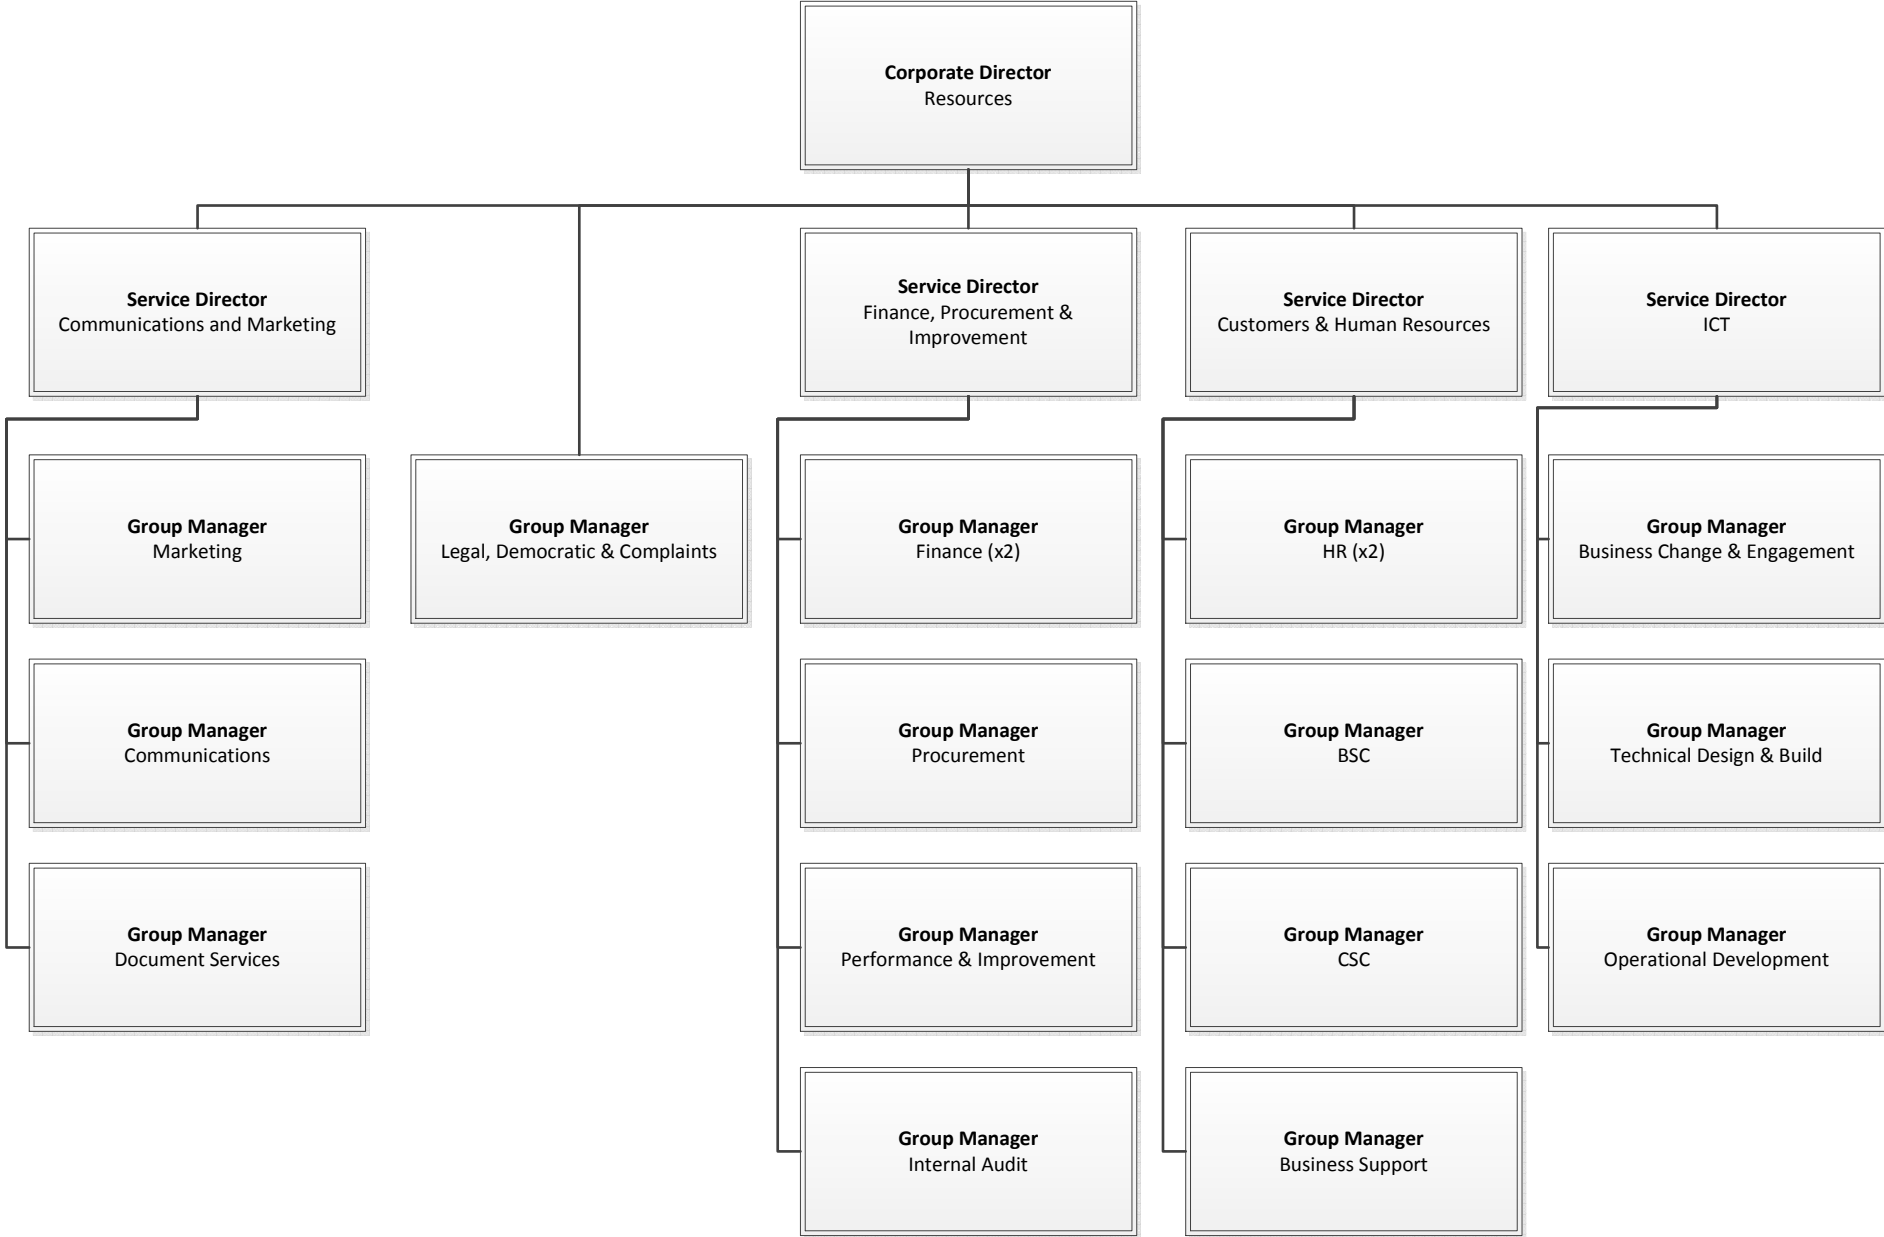 Corporate Director
Resources
Service Director
Communications and Marketing
Service Director
Finance, Procurement &
Improvement
Service Director
Customers & Human Resources
Service Director
ICT
Group Manager
Marketing
Group Manager
Legal, Democratic & Complaints
Group Manager
Finance (x2)
Group Manager
HR (x2)
Group Manager
Business Change & Engagement
Group Manager
Communications
Group Manager
Procurement
Group Manager
BSC
Group Manager
Technical Design & Build
Group Manager
Document Services
Group Manager
Performance & Improvement
Group Manager
CSC
Group Manager
Operational Development
Group Manager
Internal Audit
Group Manager
Business Support